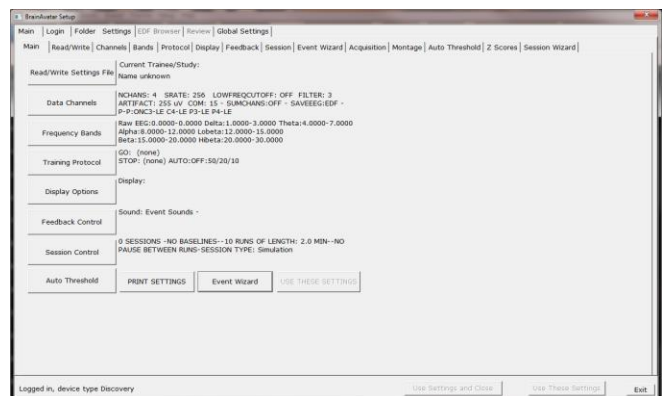 BrainAvatar Setup
Main Login Folder Settings EDF Browser Review Global Settings
Main Read/Write Channels Bands Protocol Display Feedback Session Event Wizard Acquisition Montage Auto Threshold Z Scores Session Wizard
Read/Write Settings File
Current Trainee/Study:
Name unknown
Data Channels
NCHANS: 4 SRATE: 256 LOWFREQCUTOFF: OFF FILTER: 3
ARTIFACT: 255 uV COM: 15 - SUMCHANS:OFF - SAVEEEG:EDF -
P-P:ONC3-LE C4-LE P3-LE P4-LE
Frequency Bands
Raw EEG:0.0000-0.0000 Delta:1.0000-3.0000 Theta:4.0000-7.0000
Alpha:8.0000-12.0000 Lobeta:12.0000-15.0000
Beta:15.0000-20.0000 Hibeta:20.0000-30.0000
Training Protocol
GO: (none)
STOP: (none) AUTO:OFF:50/20/10
Display Options
Display:
Feedback Control
Sound: Event Sounds -
Session Control
0 SESSIONS -NO BASELINES--10 RUNS OF LENGTH: 2.0 MIN--NO
PAUSE BETWEEN RUNS-SESSION TYPE: Simulation
Auto Threshold PRINT SETTINGS Event Wizard USE THESE SETTINGS
Logged in, device type Discovery Use Settings and Close Use These Settings Exit